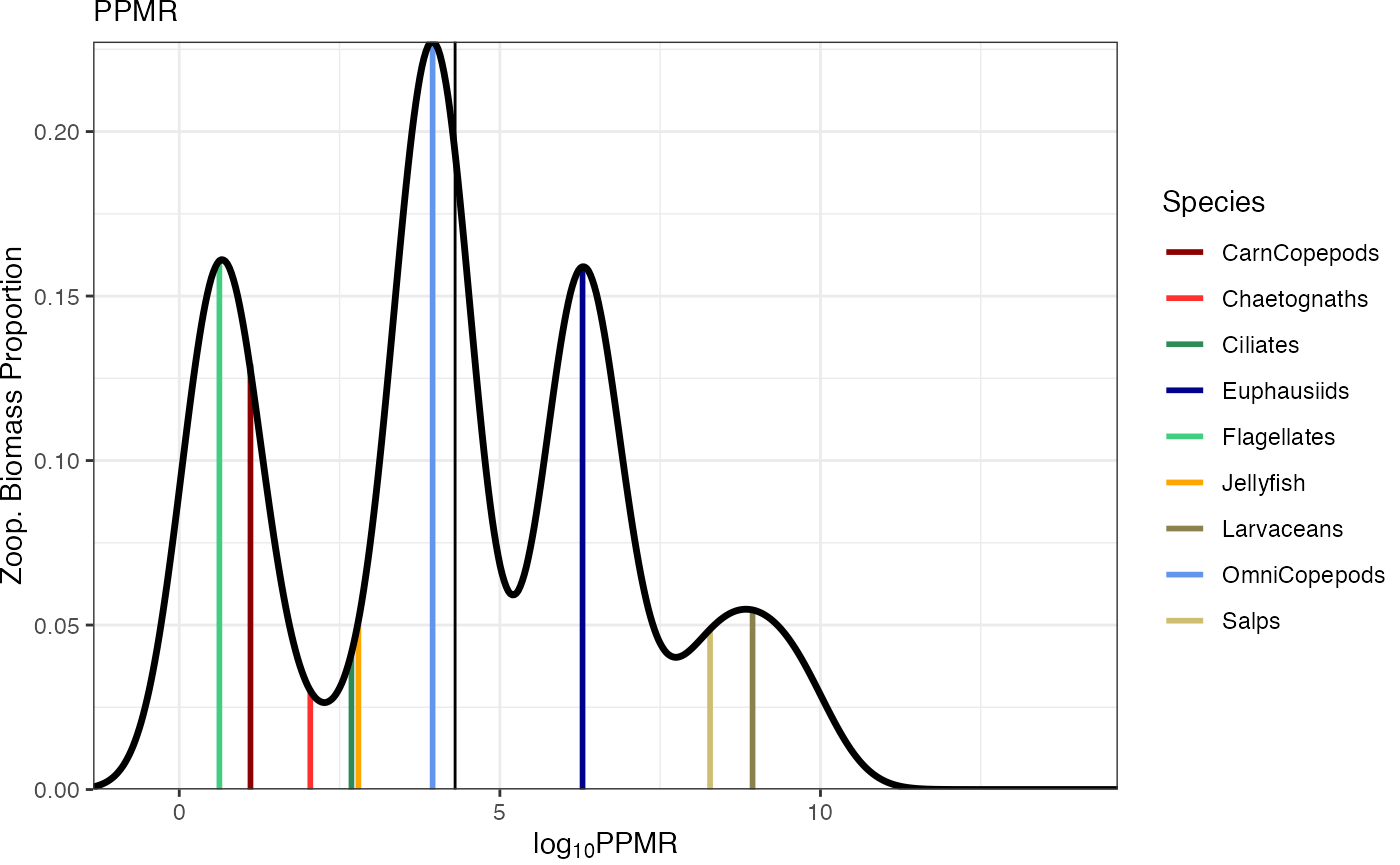 PPMR
Zoop. Biomass Proportion
0.20
0.15
0.10
0.05
0.00
0
5
10
log₁₀PPMR
Species
CarnCopepods
Chaetognaths
Ciliates
Euphausiids
Flagellates
Jellyfish
Larvaceans
OmniCopepods
Salps